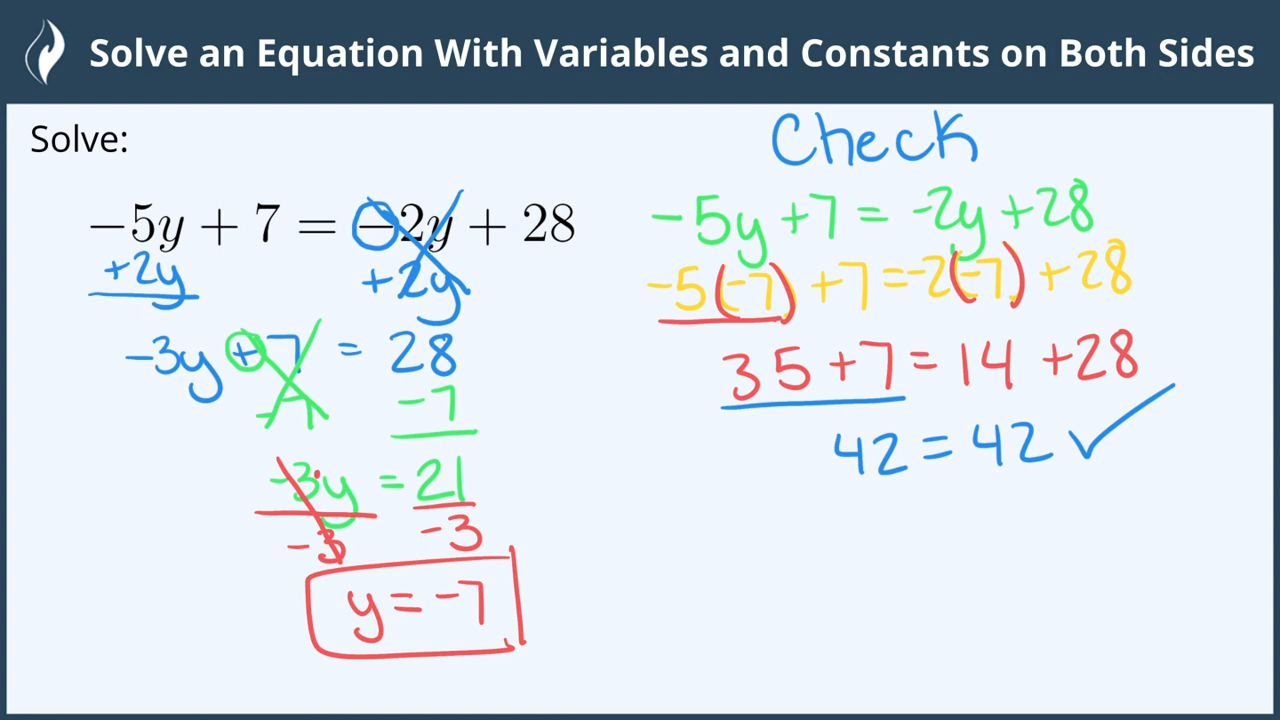 Solve an Equation With Variables and Constants on Both Sides
Solve:
−5y + 7 = −2y + 28
+2y +2y
-3y +7 = 28
-7 -7
-3y = 21
-3 -3
y = -7
Check
-5y +7 = -2y +28
-5(-7) +7 = -2(-7) +28
35 +7 = 14 +28
42 = 42 ✓